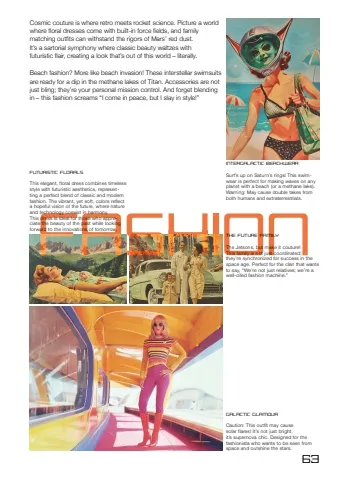 Cosmic couture is where retro meets rocket science. Picture a world
where floral dresses come with built-in force fields, and family
matching outfits can withstand the rigors of Mars' red dust.
It's a sartorial symphony where classic beauty waltzes with
futuristic flair, creating a look that's out of this world – literally.
Beach fashion? More like beach invasion! These interstellar swimsuits
are ready for a dip in the methane lakes of Titan. Accessories are not
just bling; they're your personal mission control. And forget blending
in – this fashion screams "I come in peace, but I slay in style!"
INTERGALACTIC BEACHWEAR
Surf's up on Saturn's rings! This swim-
wear is perfect for making waves on any
planet with a beach (or a methane lake).
Warning: May cause double takes from
both humans and extraterrestrials.
FUTURISTIC FLORALS
This elegant, floral dress combines timeless
style with futuristic aesthetics, represen-
ting a perfect blend of classic and modern
fashion. The vibrant, yet soft, colors reflect
a hopeful vision of the future, where nature
and technology coexist in harmony.
This dress is ideal for those who appre-
ciate the beauty of the past while looking
forward to the innovations of tomorrow.
FASHION
THE FUTURE FAMILY
The Jetsons, but make it couture!
This family is not just coordinated;
they're synchronized for success in the
space age. Perfect for the clan that wants
to say, "We're not just relatives; we're a
well-oiled fashion machine."
GALACTIC GLAMOUR
Caution: This outfit may cause
solar flares! It's not just bright,
it's supernova chic. Designed for the
fashionista who wants to be seen from
space and outshine the stars.
63